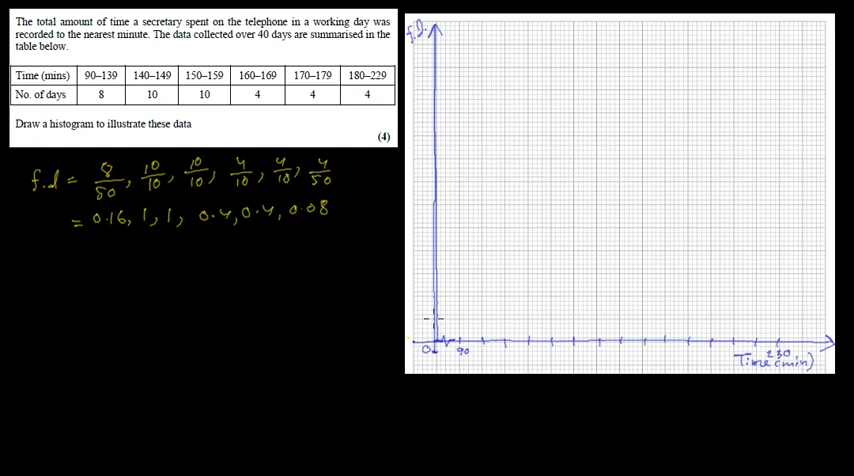 The total amount of time a secretary spent on the telephone in a working day was
recorded to the nearest minute. The data collected over 40 days are summarised in the
table below.
Time (mins) 90–139 140–149 150–159 160–169 170–179 180–229
No. of days 8 10 10 4 4 4
Draw a histogram to illustrate these data
(4)
f.d = 8/50, 10/10, 10/10, 4/10, 4/10, 4/50
= 0.16, 1, 1, 0.4, 0.4, 0.08
f.d.
0 90 230
Time (min)